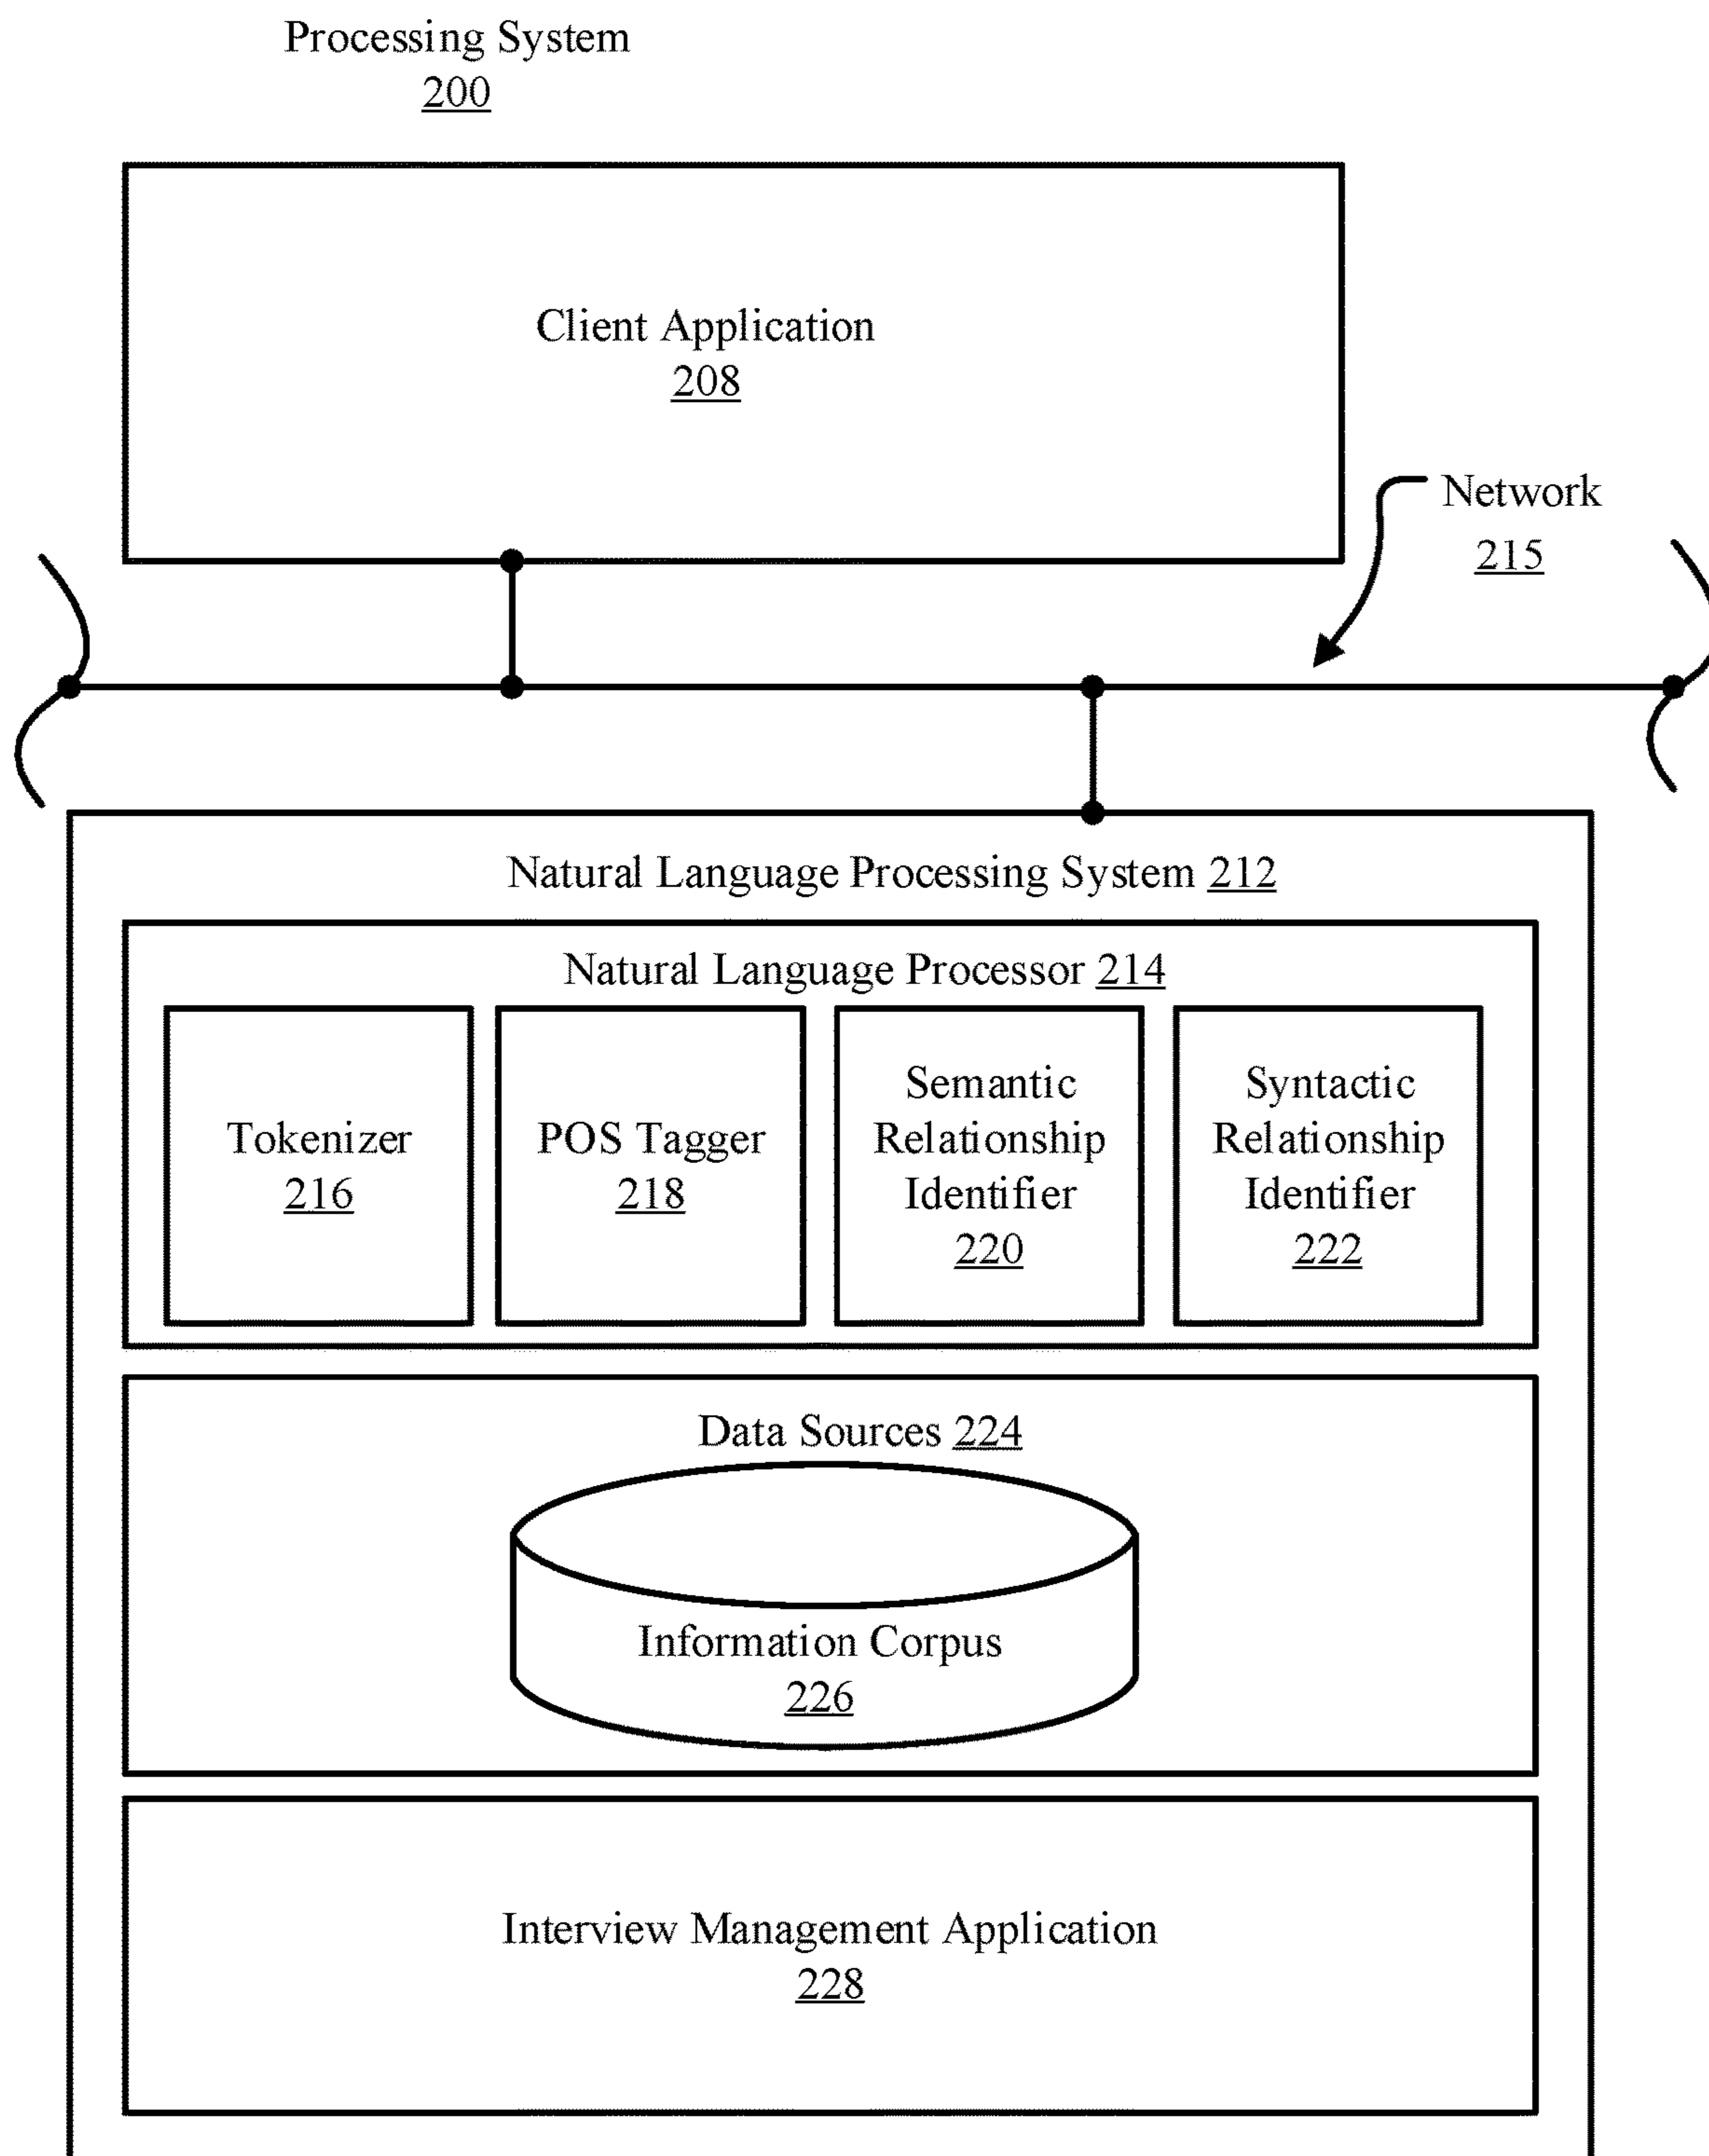 Processing System
200
Client Application
208
Network
215
Natural Language Processing System 212
Natural Language Processor 214
Tokenizer
216
POS Tagger
218
Semantic
Relationship
Identifier
220
Syntactic
Relationship
Identifier
222
Data Sources 224
Information Corpus
226
Interview Management Application
228